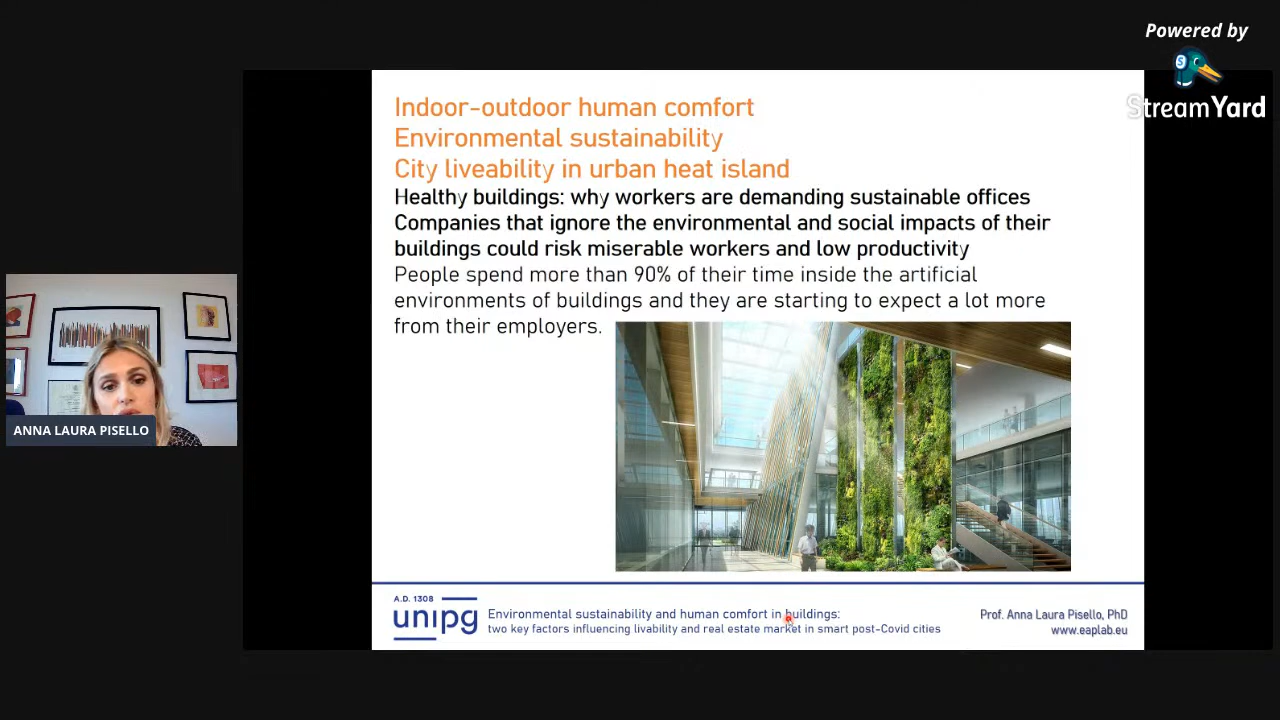 Powered by
StreamYard
Indoor-outdoor human comfort
Environmental sustainability
City liveability in urban heat island
Healthy buildings: why workers are demanding sustainable offices
Companies that ignore the environmental and social impacts of their
buildings could risk miserable workers and low productivity
People spend more than 90% of their time inside the artificial
environments of buildings and they are starting to expect a lot more
from their employers.
ANNA LAURA PISELLO
A.D. 1308
unipg
Environmental sustainability and human comfort in buildings:
two key factors influencing livability and real estate market in smart post-Covid cities
Prof. Anna Laura Pisello, PhD
www.eaplab.eu